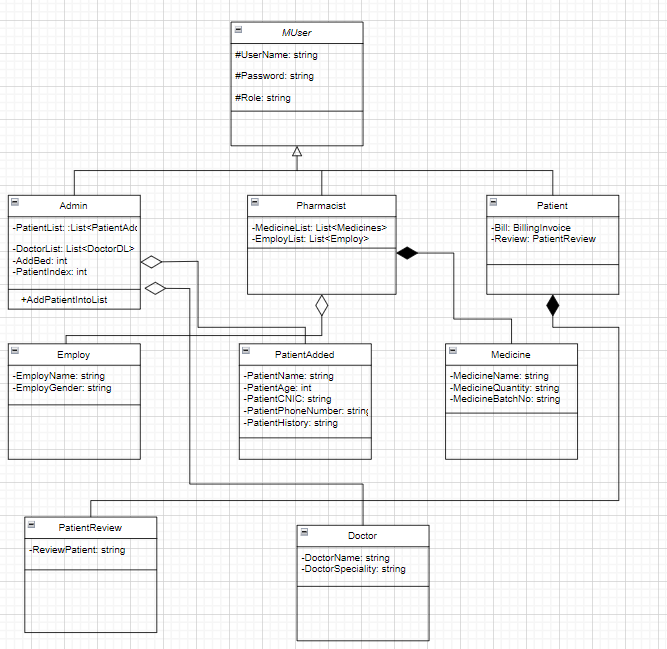 MUser
#UserName: string
#Password: string
#Role: string
Admin
-PatientList: :List<PatientAdd
-DoctorList: List<DoctorDL>
-AddBed: int
-PatientIndex: int
+AddPatientIntoList
Pharmacist
-MedicineList: List<Medicines>
-EmployList: List<Employ>
Patient
-Bill: BillingInvoice
-Review: PatientReview
Employ
-EmployName: string
-EmployGender: string
PatientAdded
-PatientName: string
-PatientAge: int
-PatientCNIC: string
-PatientPhoneNumber: string
-PatientHistory: string
Medicine
-MedicineName: string
-MedicineQuantity: string
-MedicineBatchNo: string
PatientReview
-ReviewPatient: string
Doctor
-DoctorName: string
-DoctorSpeciality: string